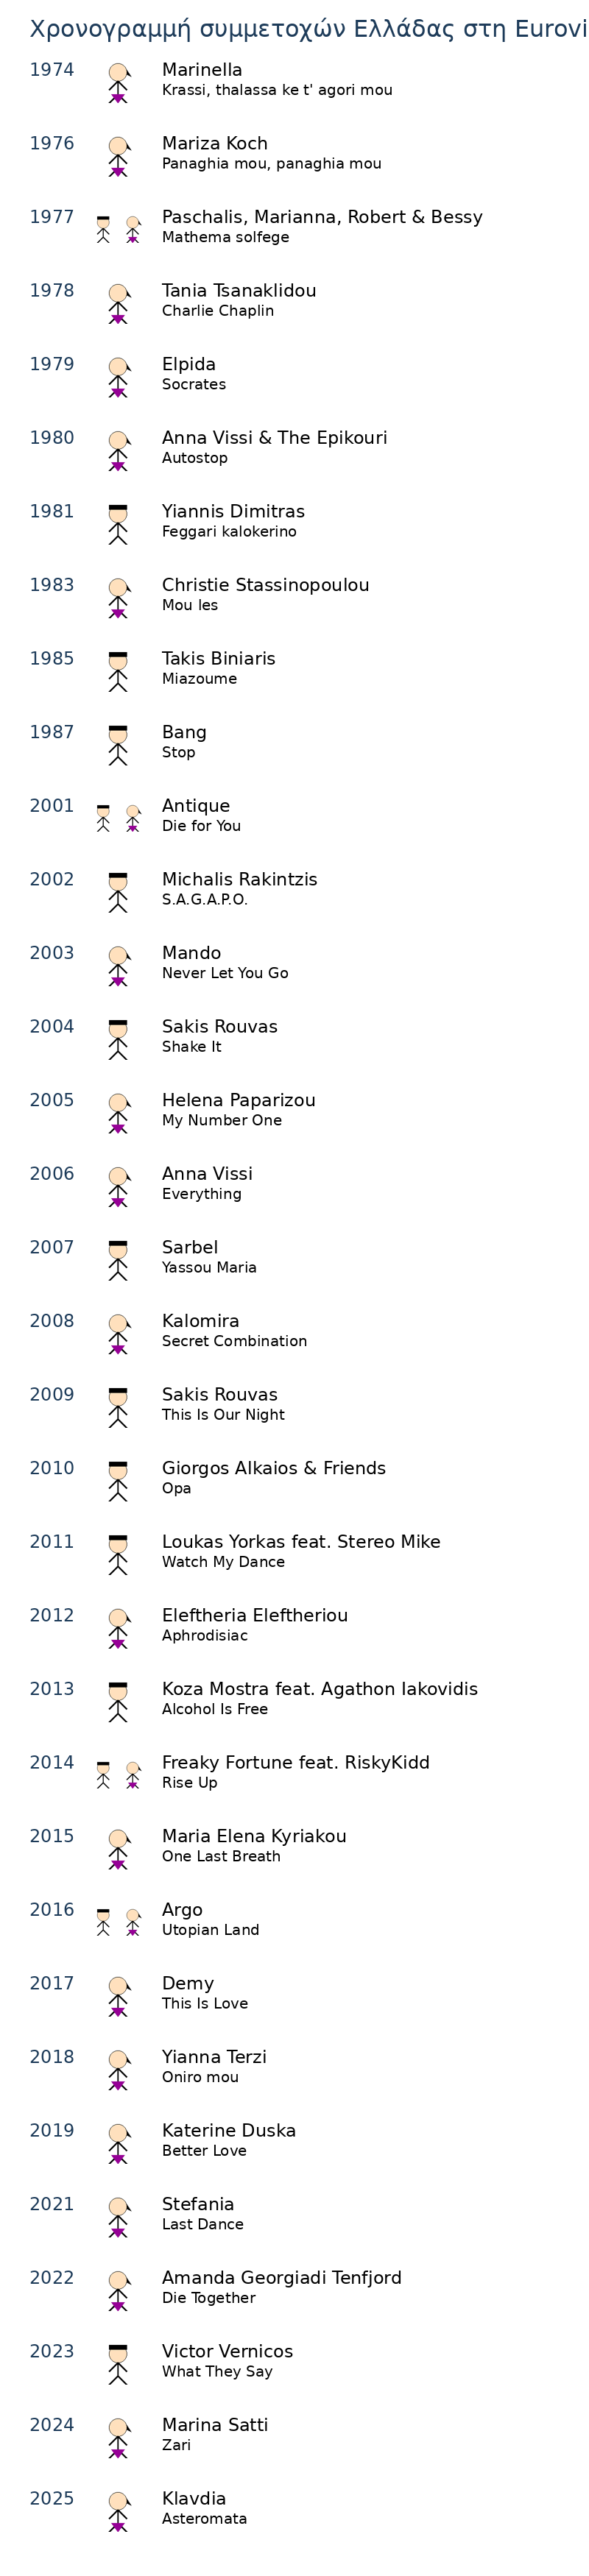 Χρονογραμμή συμμετοχών Ελλάδας στη Eurovi
1974
Marinella
Krassi, thalassa ke t' agori mou
1976
Mariza Koch
Panaghia mou, panaghia mou
1977
Paschalis, Marianna, Robert & Bessy
Mathema solfege
1978
Tania Tsanaklidou
Charlie Chaplin
1979
Elpida
Socrates
1980
Anna Vissi & The Epikouri
Autostop
1981
Yiannis Dimitras
Feggari kalokerino
1983
Christie Stassinopoulou
Mou les
1985
Takis Biniaris
Miazoume
1987
Bang
Stop
2001
Antique
Die for You
2002
Michalis Rakintzis
S.A.G.A.P.O.
2003
Mando
Never Let You Go
2004
Sakis Rouvas
Shake It
2005
Helena Paparizou
My Number One
2006
Anna Vissi
Everything
2007
Sarbel
Yassou Maria
2008
Kalomira
Secret Combination
2009
Sakis Rouvas
This Is Our Night
2010
Giorgos Alkaios & Friends
Opa
2011
Loukas Yorkas feat. Stereo Mike
Watch My Dance
2012
Eleftheria Eleftheriou
Aphrodisiac
2013
Koza Mostra feat. Agathon Iakovidis
Alcohol Is Free
2014
Freaky Fortune feat. RiskyKidd
Rise Up
2015
Maria Elena Kyriakou
One Last Breath
2016
Argo
Utopian Land
2017
Demy
This Is Love
2018
Yianna Terzi
Oniro mou
2019
Katerine Duska
Better Love
2021
Stefania
Last Dance
2022
Amanda Georgiadi Tenfjord
Die Together
2023
Victor Vernicos
What They Say
2024
Marina Satti
Zari
2025
Klavdia
Asteromata